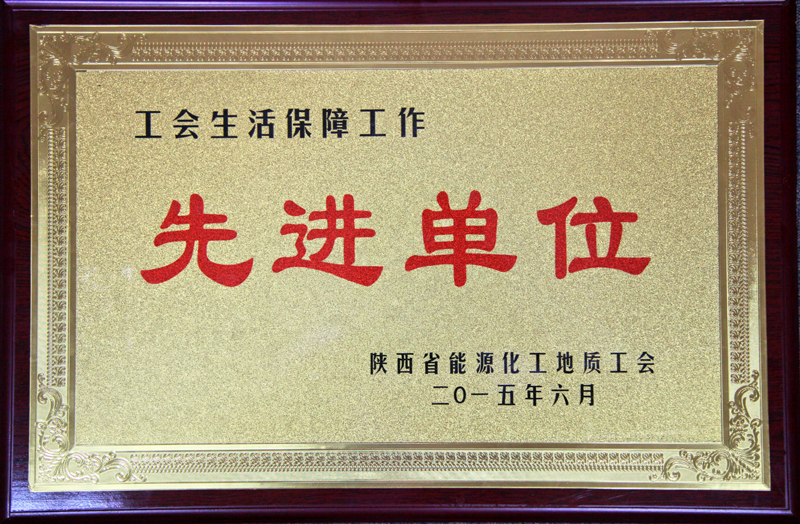 工会生活保障工作
先进单位
陕西省能源化工地质工会
二〇一五年六月